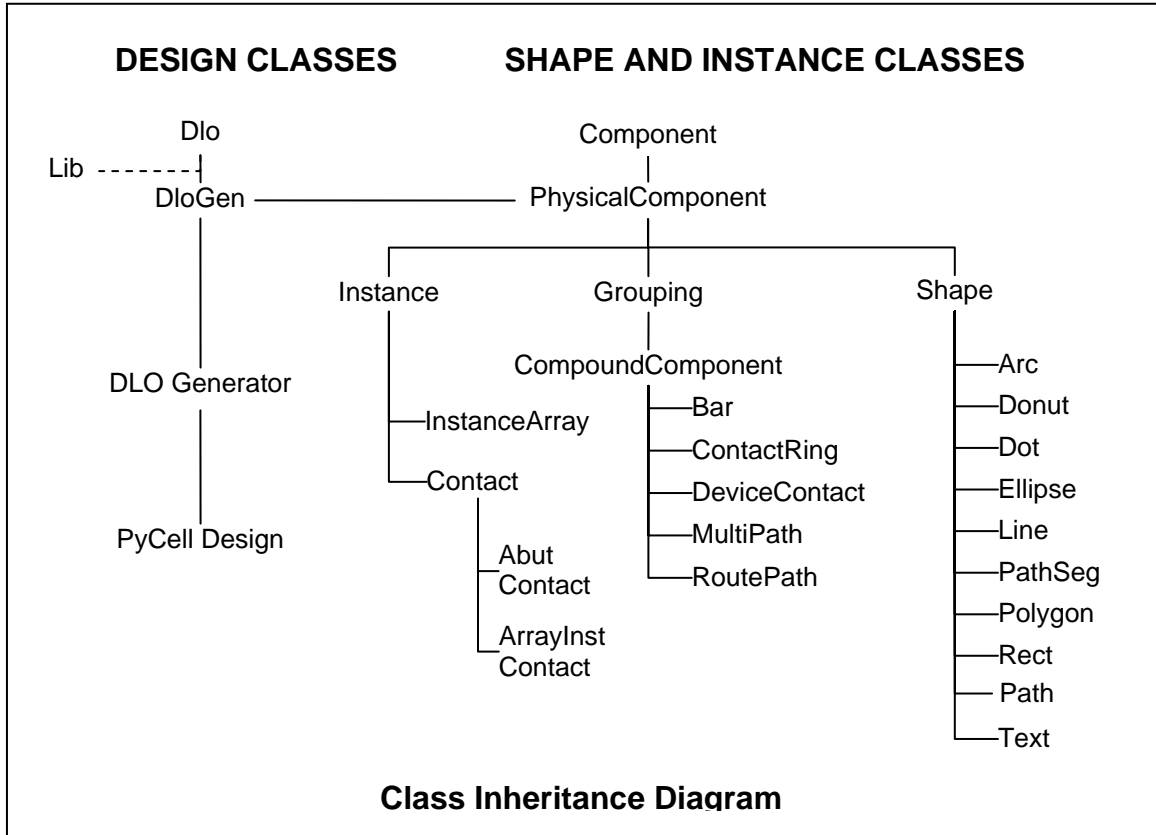 DESIGN CLASSES
SHAPE AND INSTANCE CLASSES
Dlo
Lib
DloGen
DLO Generator
PyCell Design
Component
PhysicalComponent
Instance
InstanceArray
Contact
Abut
Contact
ArrayInst
Contact
Grouping
CompoundComponent
Bar
ContactRing
DeviceContact
MultiPath
RoutePath
Shape
Arc
Donut
Dot
Ellipse
Line
PathSeg
Polygon
Rect
Path
Text
Class Inheritance Diagram